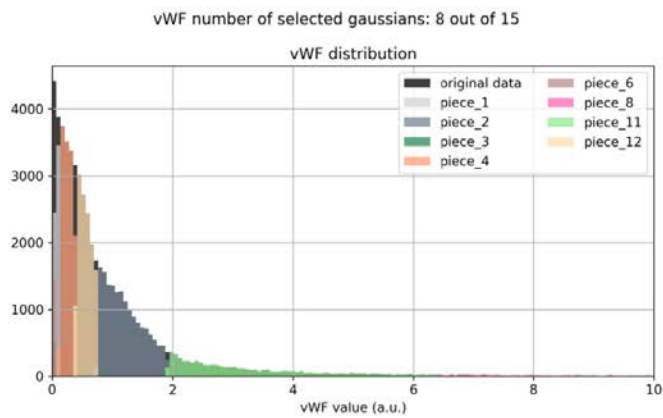 vWF number of selected gaussians: 8 out of 15
vWF distribution
original data
piece_1
piece_2
piece_3
piece_4
piece_6
piece_8
piece_11
piece_12
4000
3000
2000
1000
0
0 2 4 6 8 10
vWF value (a.u.)